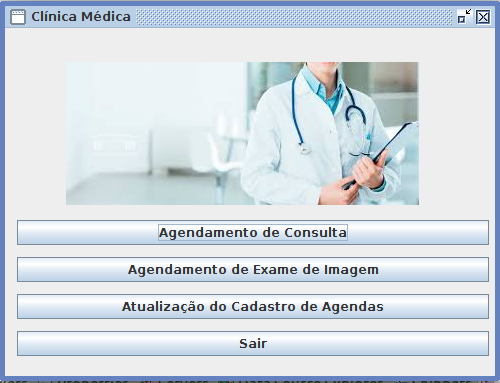 Clínica Médica
Agendamento de Consulta
Agendamento de Exame de Imagem
Atualização do Cadastro de Agendas
Sair